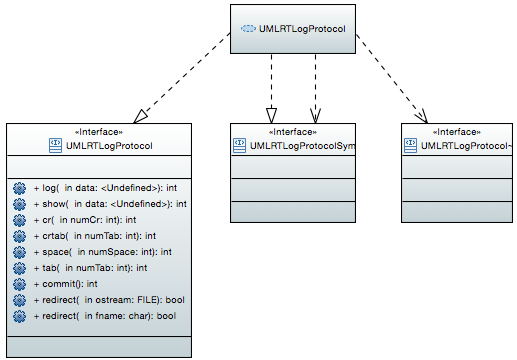 UMLRTLogProtocol
«Interface»
UMLRTLogProtocol
+ log( in data: <Undefined>): int
+ show( in data: <Undefined>): int
+ cr( in numCr: int): int
+ crtab( in numTab: int): int
+ space( in numSpace: int): int
+ tab( in numTab: int): int
+ commit(): int
+ redirect( in ostream: FILE): bool
+ redirect( in fname: char): bool
«Interface»
UMLRTLogProtocolSym
«Interface»
UMLRTLogProtocol~